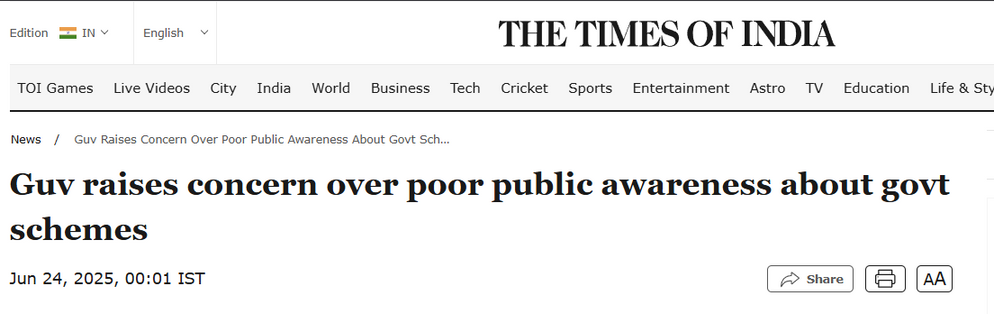 Edition IN English
THE TIMES OF INDIA
TOI Games Live Videos City India World Business Tech Cricket Sports Entertainment Astro TV Education Life & Sty
News / Guv Raises Concern Over Poor Public Awareness About Govt Sch...
Guv raises concern over poor public awareness about govt
schemes
Jun 24, 2025, 00:01 IST
Share AA